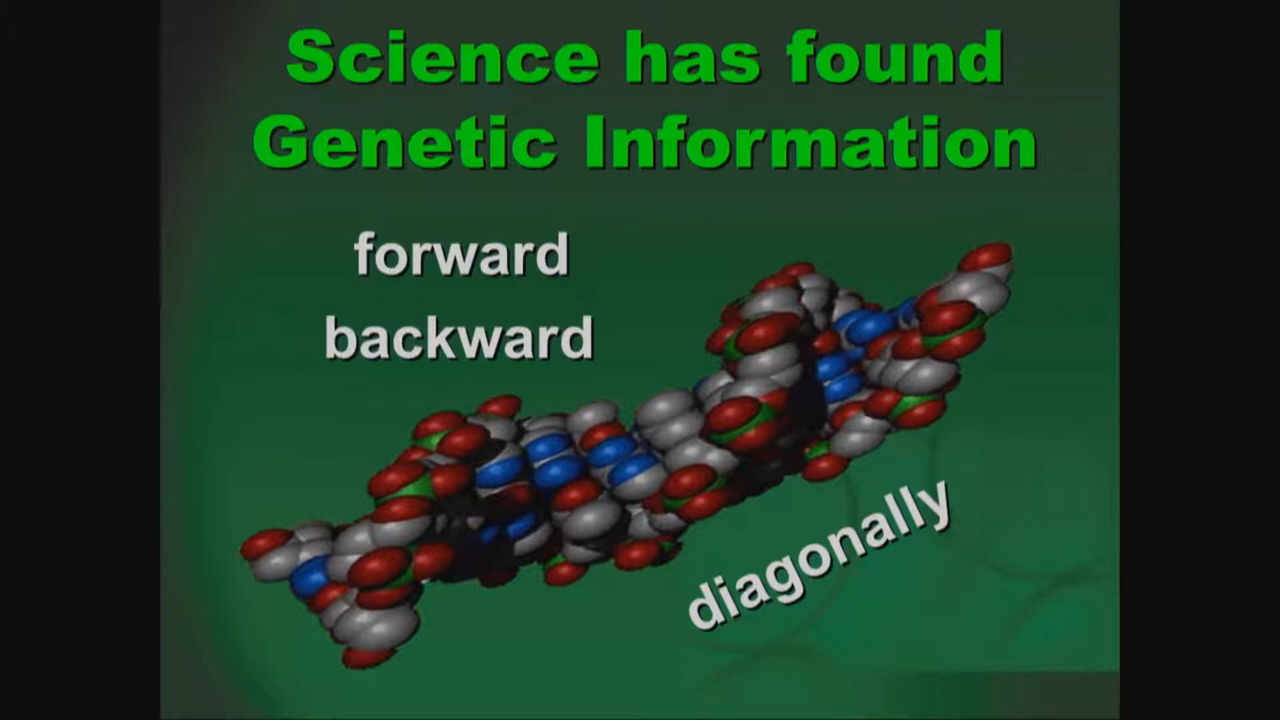 Science has found
Genetic Information
forward
backward
diagonally